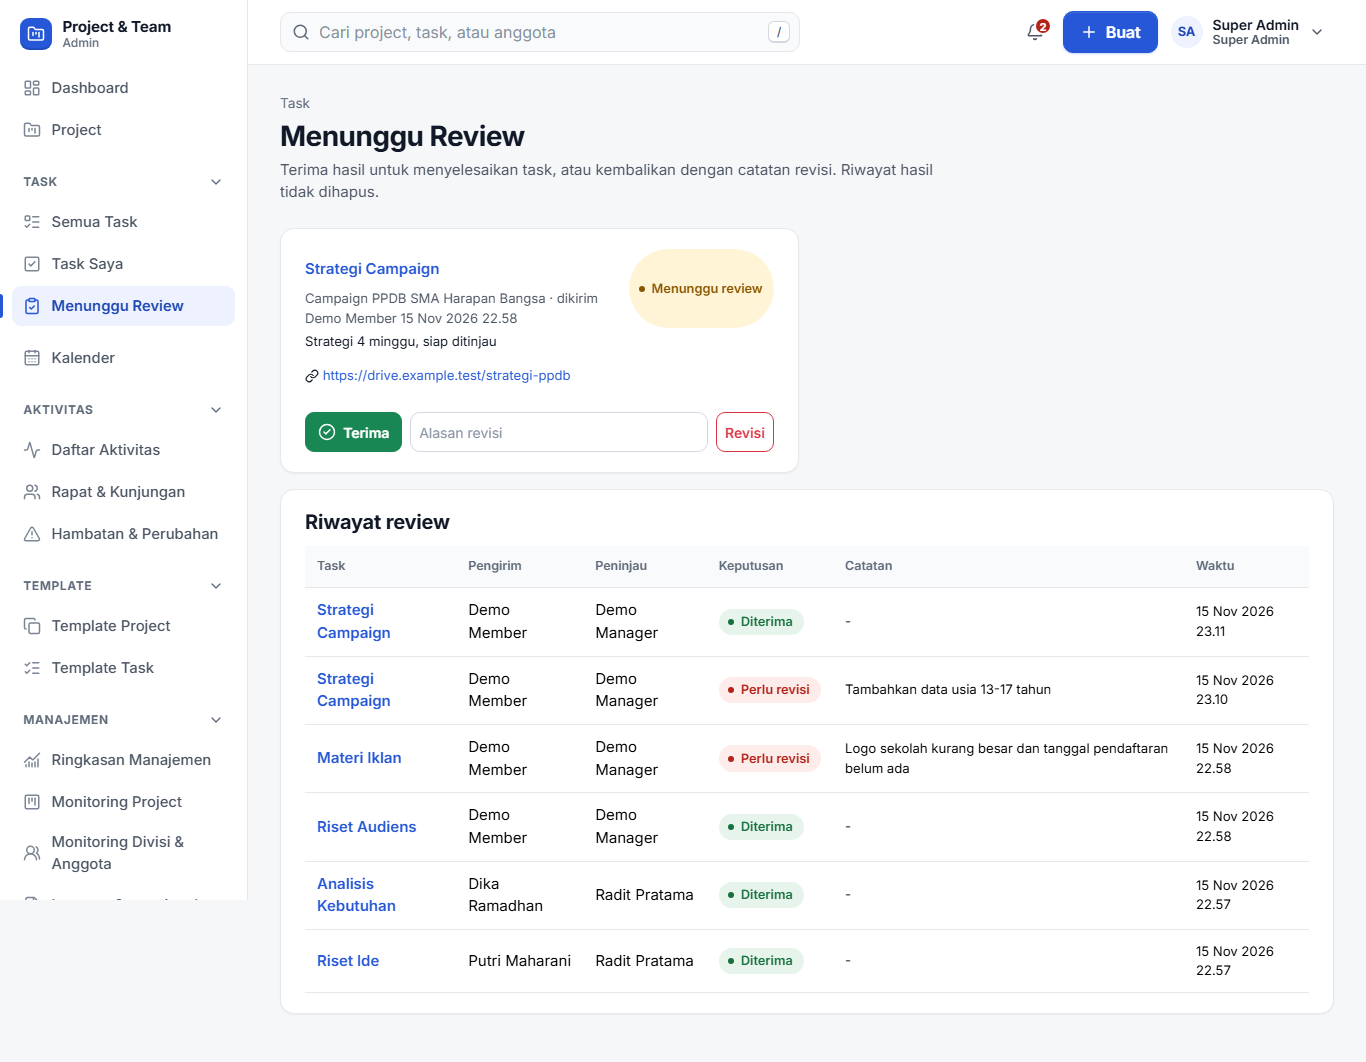 Project & Team
Admin
Cari project, task, atau anggota
/
2
Buat
SA
Super Admin
Super Admin
Dashboard
Project
TASK
Semua Task
Task Saya
Menunggu Review
Kalender
AKTIVITAS
Daftar Aktivitas
Rapat & Kunjungan
Hambatan & Perubahan
TEMPLATE
Template Project
Template Task
MANAJEMEN
Ringkasan Manajemen
Monitoring Project
Monitoring Divisi &
Anggota
Task
Menunggu Review
Terima hasil untuk menyelesaikan task, atau kembalikan dengan catatan revisi. Riwayat hasil
tidak dihapus.
Strategi Campaign
Menunggu review
Campaign PPDB SMA Harapan Bangsa · dikirim
Demo Member 15 Nov 2026 22.58
Strategi 4 minggu, siap ditinjau
https://drive.example.test/strategi-ppdb
Terima
Alasan revisi
Revisi
Riwayat review
Task Pengirim Peninjau Keputusan Catatan Waktu
Strategi Campaign Demo Member Demo Manager Diterima - 15 Nov 2026 23.11
Strategi Campaign Demo Member Demo Manager Perlu revisi Tambahkan data usia 13-17 tahun 15 Nov 2026 23.10
Materi Iklan Demo Member Demo Manager Perlu revisi Logo sekolah kurang besar dan tanggal pendaftaran belum ada 15 Nov 2026 22.58
Riset Audiens Demo Member Demo Manager Diterima - 15 Nov 2026 22.58
Analisis Kebutuhan Dika Ramadhan Radit Pratama Diterima - 15 Nov 2026 22.57
Riset Ide Putri Maharani Radit Pratama Diterima - 15 Nov 2026 22.57